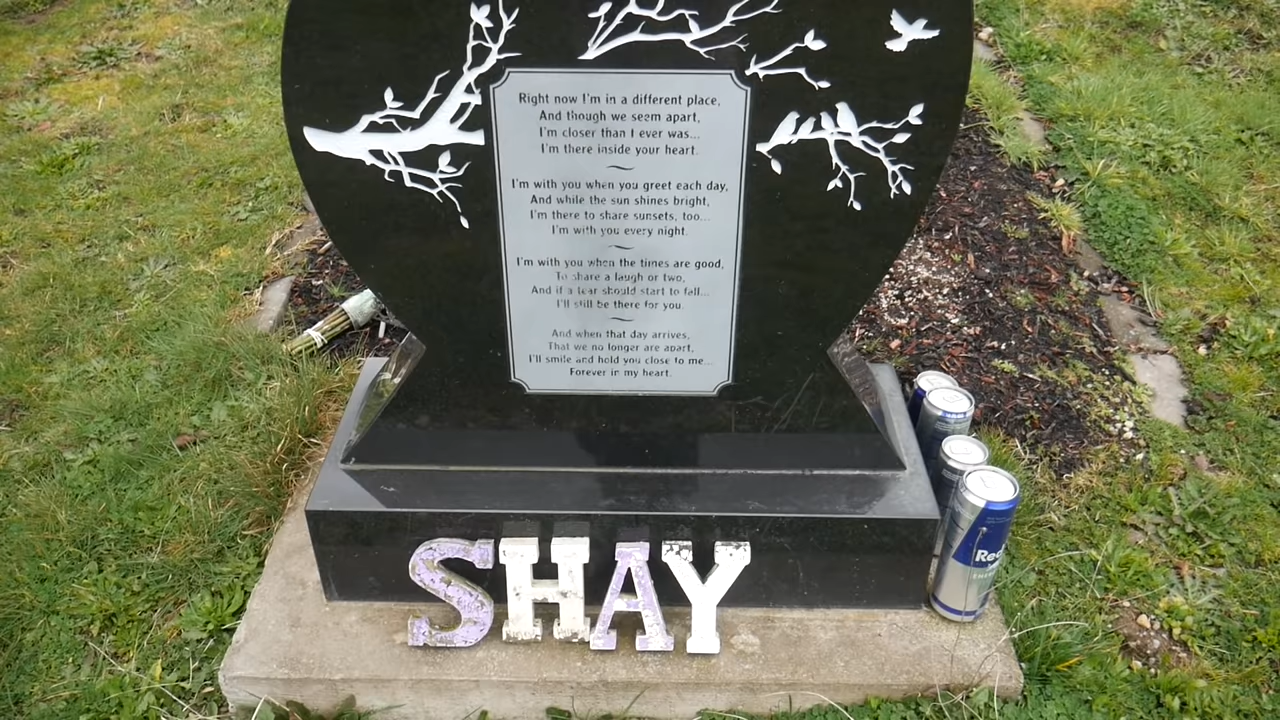 Right now I'm in a different place,
And though we seem apart,
I'm closer than I ever was...
I'm there inside your heart.
I'm with you when you greet each day,
And while the sun shines bright,
I'm there to share sunsets, too...
I'm with you every night.
I'm with you when the times are good,
To share a laugh or two,
And if a tear should start to fall...
I'll still be there for you.
And when that day arrives,
That we no longer are apart,
I'll smile and hold you close to me...
Forever in my heart.
SHAY
Red